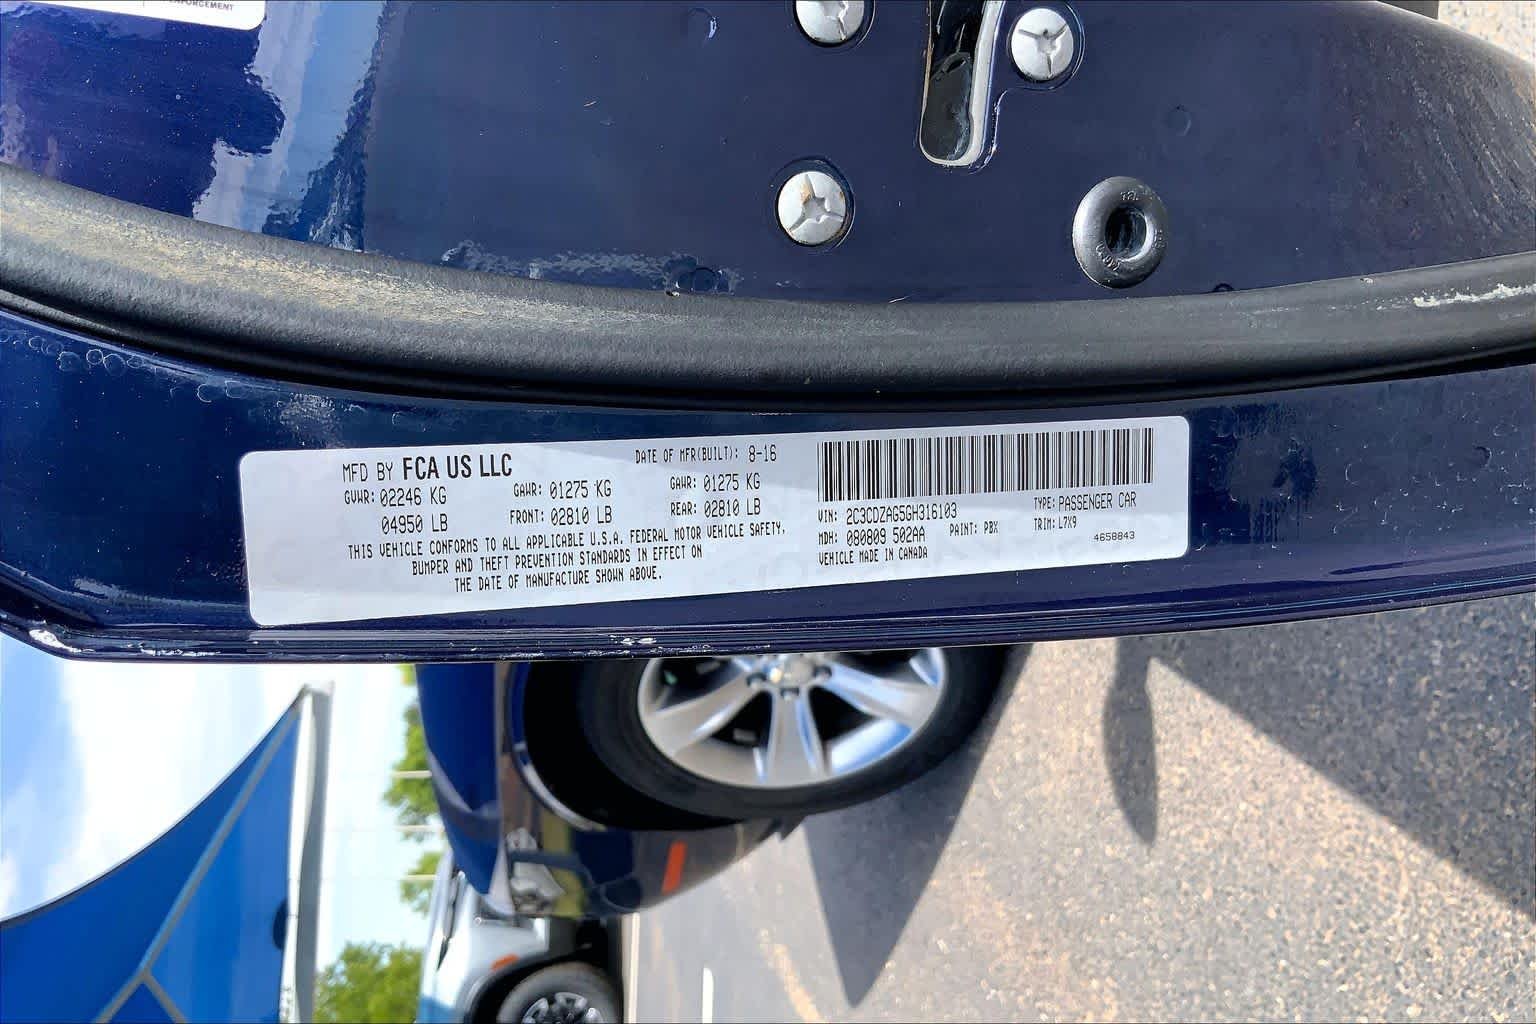 ENFORCEMENT
MFD BY FCA US LLC
DATE OF MFR(BUILT): 8-16
GVWR: 02246 KG
GAWR: 01275 KG
GAWR: 01275 KG
04950 LB
FRONT: 02810 LB
REAR: 02810 LB
THIS VEHICLE CONFORMS TO ALL APPLICABLE U.S.A. FEDERAL MOTOR VEHICLE SAFETY,
BUMPER AND THEFT PREVENTION STANDARDS IN EFFECT ON
THE DATE OF MANUFACTURE SHOWN ABOVE.
VIN: 2C3CDZAG5GH316103
TYPE: PASSENGER CAR
MDH: 080809 502AA
PAINT: PBX
TRIM: L7X9
VEHICLE MADE IN CANADA
4658843